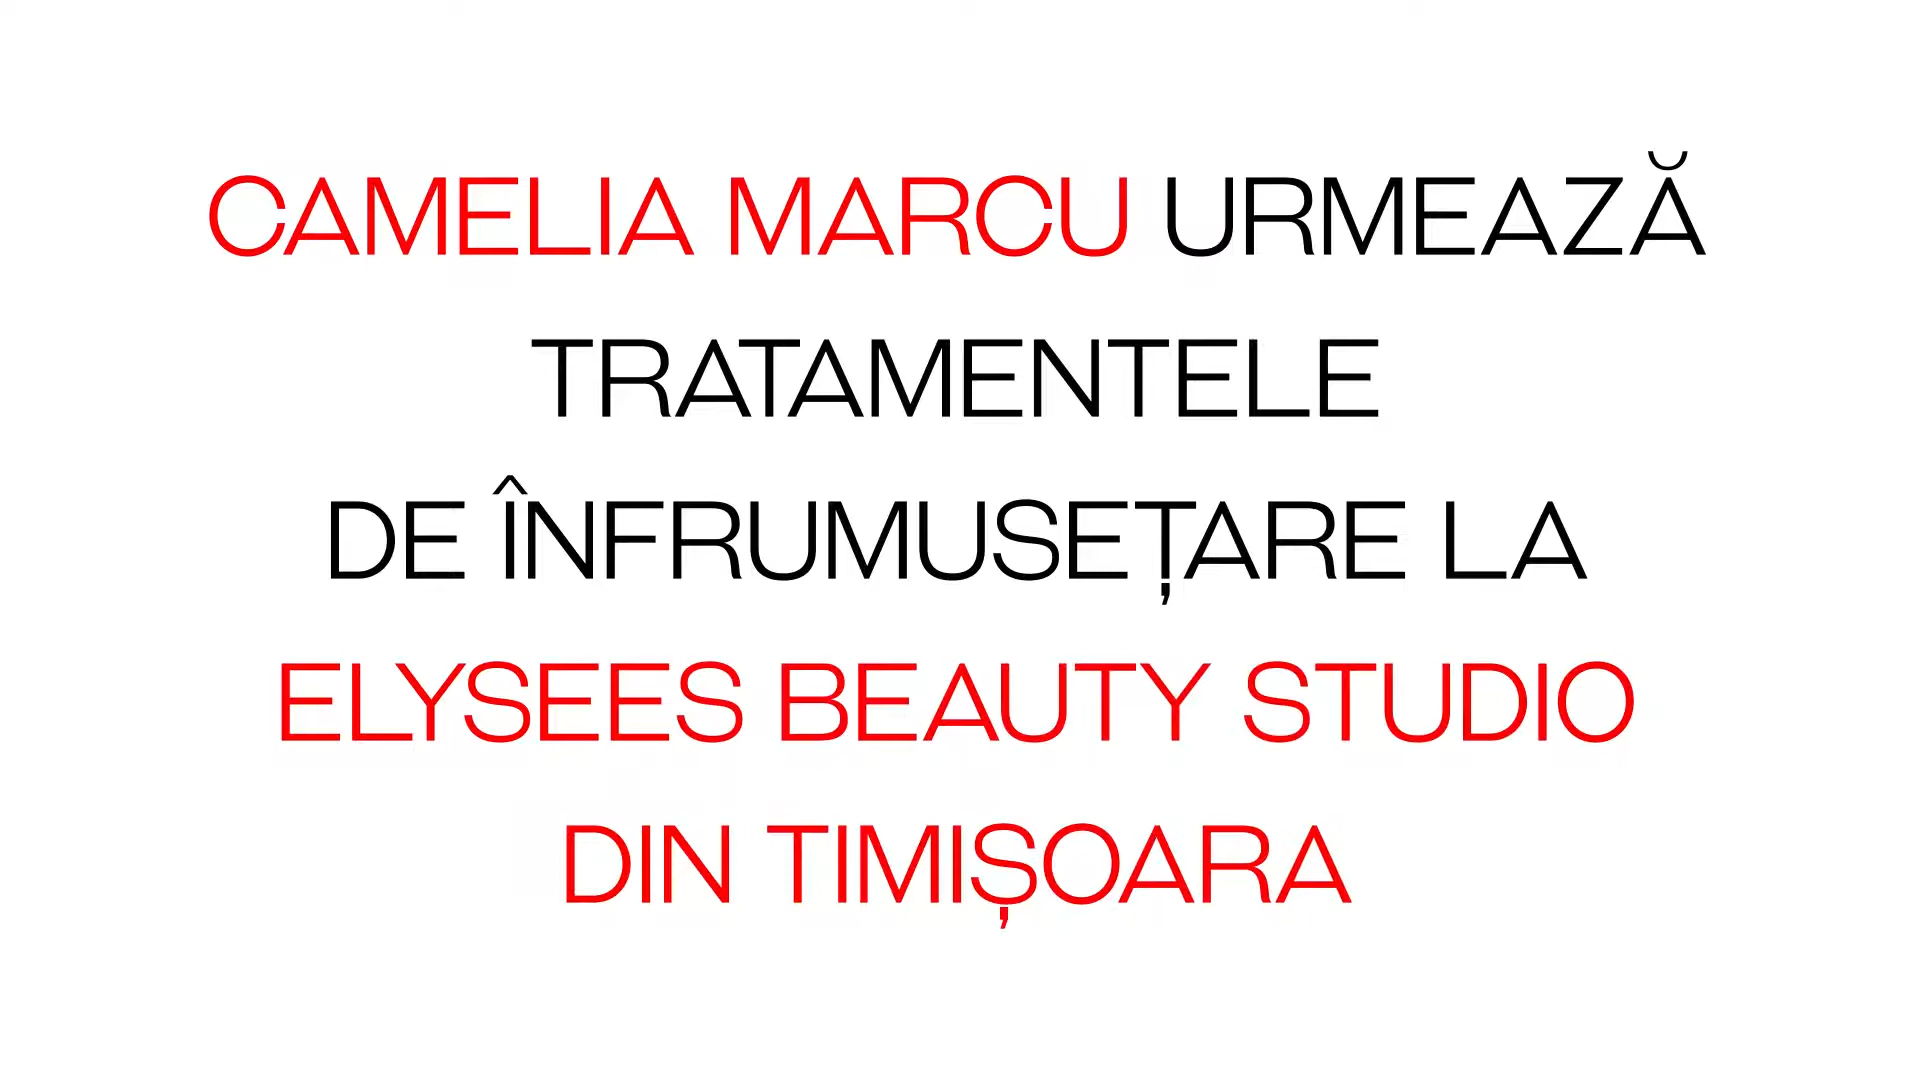 CAMELIA MARCU URMEAZĂ
TRATAMENTELE
DE ÎNFRUMUSEȚARE LA
ELYSEES BEAUTY STUDIO
DIN TIMIȘOARA